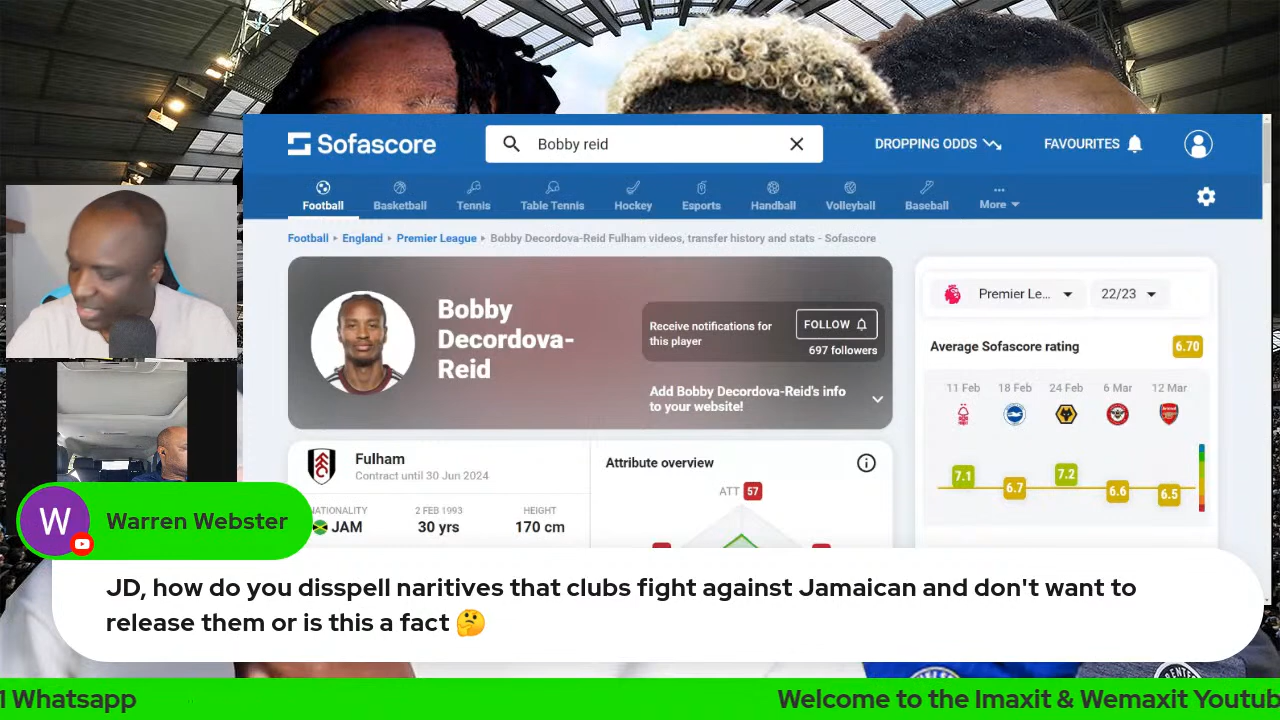 Sofascore
Bobby reid
DROPPING ODDS
FAVOURITES
Football
Basketball
Tennis
Table Tennis
Hockey
Esports
Handball
Volleyball
Baseball
More
Football England Premier League Bobby Decordova-Reid Fulham videos, transfer history and stats - Sofascore
Bobby
Decordova-
Reid
Receive notifications for
this player
FOLLOW
697 followers
Add Bobby Decordova-Reid's info
to your website!
Premier Le...
22/23
Average Sofascore rating
6.70
11 Feb
18 Feb
24 Feb
6 Mar
12 Mar
7.1
6.7
7.2
6.6
6.5
Fulham
Contract until 30 Jun 2024
2 FEB 1993
HEIGHT
JAM
30 yrs
170 cm
Attribute overview
ATT 57
W
Warren Webster
JD, how do you disspell naritives that clubs fight against Jamaican and don't want to
release them or is this a fact 🤔
1 Whatsapp
Welcome to the Imaxit & Wemaxit Youtub